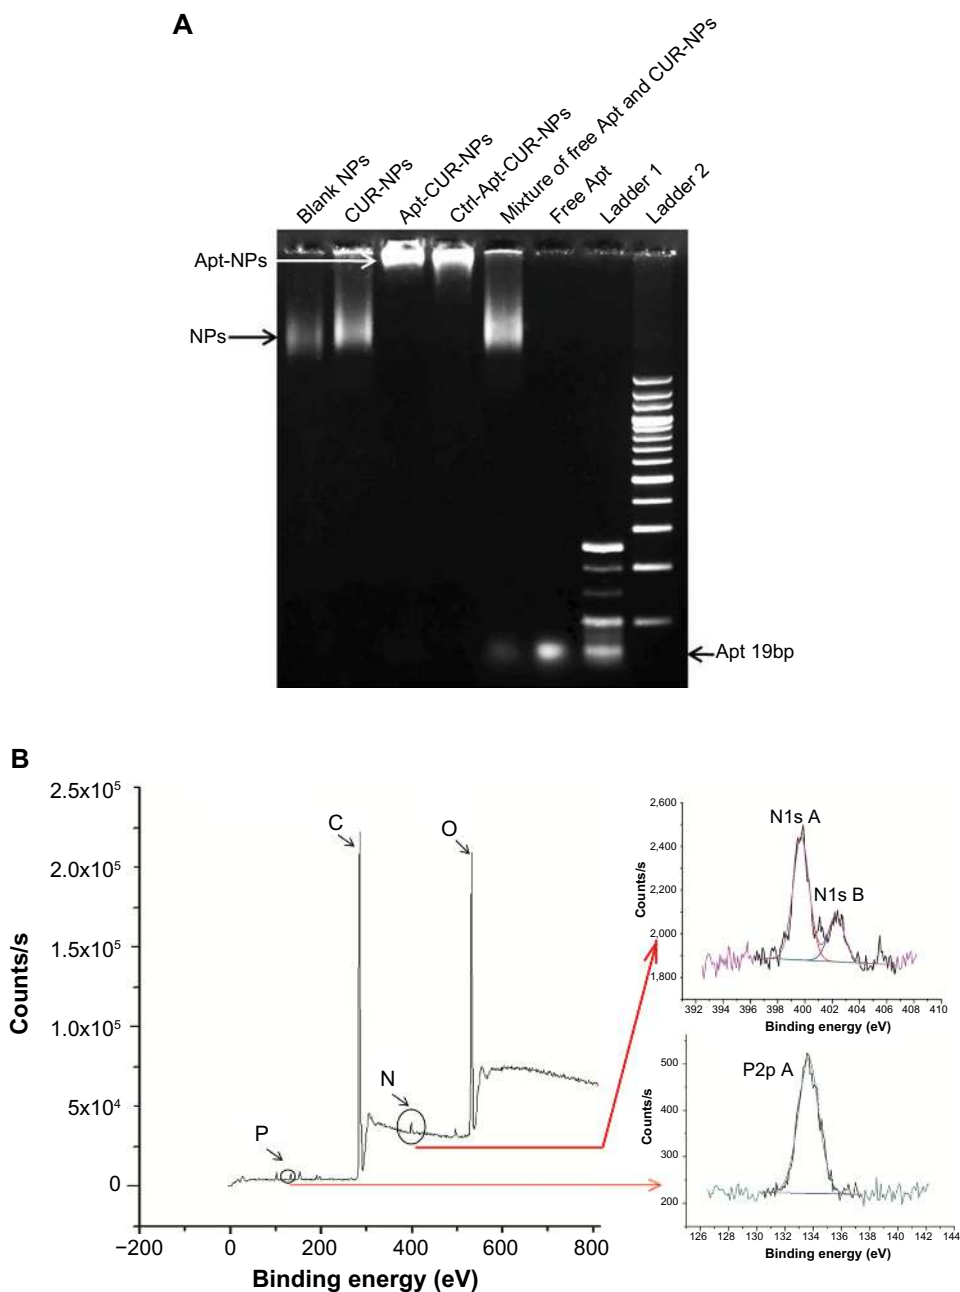 A
Blank NPs
CUR-NPs
Apt-CUR-NPs
Ctrl-Apt-CUR-NPs
Mixture of free Apt and CUR-NPs
Free Apt
Ladder 1
Ladder 2
Apt-NPs
NPs
Apt 19bp
B
Counts/s
2.5x10⁵
2.0x10⁵
1.5x10⁵
1.0x10⁵
5x10⁴
0
−200 0 200 400 600 800
Binding energy (eV)
P
C
N
O
Counts/s
2,600
2,400
2,200
2,000
1,800
N1s A
N1s B
392 394 396 398 400 402 404 406 408 410
Binding energy (eV)
Counts/s
500
400
300
200
P2p A
126 128 130 132 134 136 138 140 142 144
Binding energy (eV)